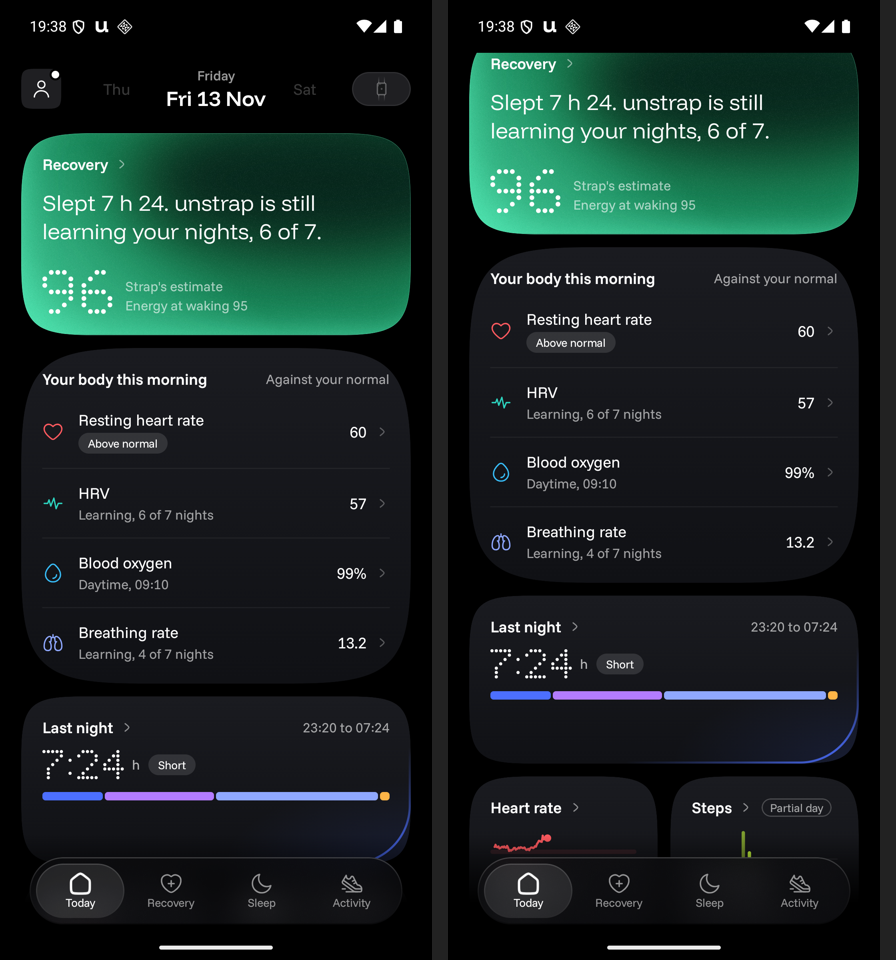 19:38
Friday
Thu
Fri 13 Nov
Sat
Recovery
Slept 7 h 24. unstrap is still
learning your nights, 6 of 7.
96
Strap's estimate
Energy at waking 95
Your body this morning
Against your normal
Resting heart rate
Above normal
60
HRV
Learning, 6 of 7 nights
57
Blood oxygen
Daytime, 09:10
99%
Breathing rate
Learning, 4 of 7 nights
13.2
Last night
23:20 to 07:24
7:24 h
Short
Today
Recovery
Sleep
Activity
19:38
Recovery
Slept 7 h 24. unstrap is still
learning your nights, 6 of 7.
96
Strap's estimate
Energy at waking 95
Your body this morning
Against your normal
Resting heart rate
Above normal
60
HRV
Learning, 6 of 7 nights
57
Blood oxygen
Daytime, 09:10
99%
Breathing rate
Learning, 4 of 7 nights
13.2
Last night
23:20 to 07:24
7:24 h
Short
Heart rate
Steps
Partial day
Today
Recovery
Sleep
Activity